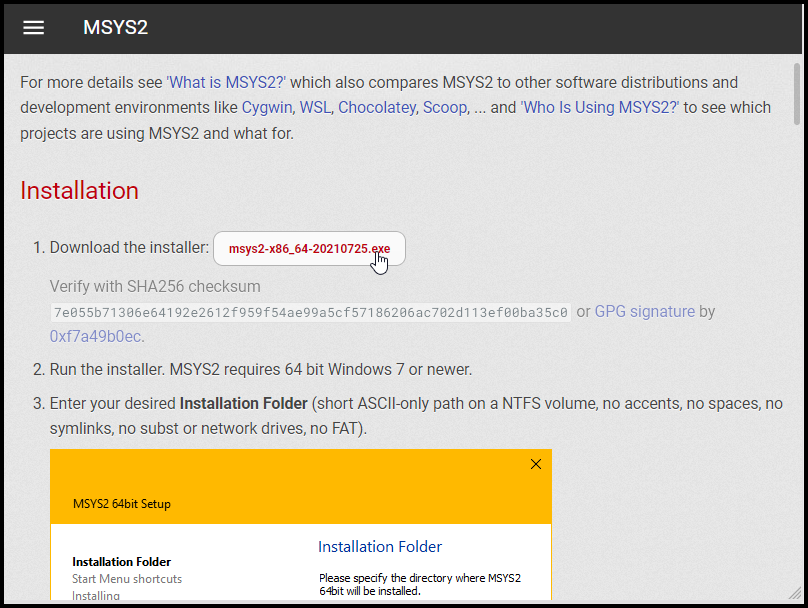 MSYS2
For more details see 'What is MSYS2?' which also compares MSYS2 to other software distributions and
development environments like Cygwin, WSL, Chocolatey, Scoop, ... and 'Who Is Using MSYS2?' to see which
projects are using MSYS2 and what for.
Installation
1. Download the installer: msys2-x86_64-20210725.exe
Verify with SHA256 checksum
7e055b71306e64192e2612f959f54ae99a5cf57186206ac702d113ef00ba35c0 or GPG signature by
0xf7a49b0ec.
2. Run the installer. MSYS2 requires 64 bit Windows 7 or newer.
3. Enter your desired Installation Folder (short ASCII-only path on a NTFS volume, no accents, no spaces, no
symlinks, no subst or network drives, no FAT).
MSYS2 64bit Setup
Installation Folder
Start Menu shortcuts
Installing
Installation Folder
Please specify the directory where MSYS2
64bit will be installed.